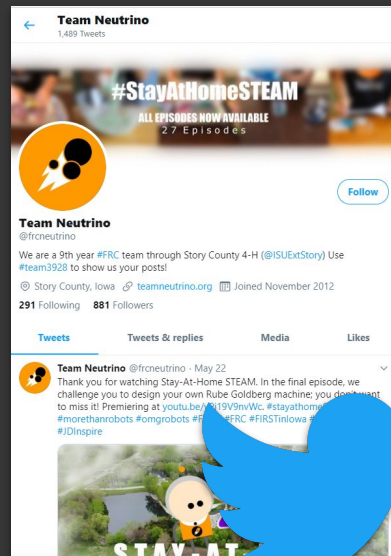 Team Neutrino
1,489 Tweets
#StayAtHomeSTEAM
ALL EPISODES NOW AVAILABLE
27 Episodes
Follow
Team Neutrino
@frcneutrino
We are a 9th year #FRC team through Story County 4-H (@ISUExtStory) Use
#team3928 to show us your posts!
Story County, Iowa teamneutrino.org Joined November 2012
291 Following 881 Followers
Tweets Tweets & replies Media Likes
Team Neutrino @frcneutrino · May 22
Thank you for watching Stay-At-Home STEAM. In the final episode, we
challenge you to design your own Rube Goldberg machine; you don't want
to miss it! Premiering at youtu.be/
#morethanrobots #omgrobots #FRC #FIRSTinIowa
#JDInspire
STAY-AT-